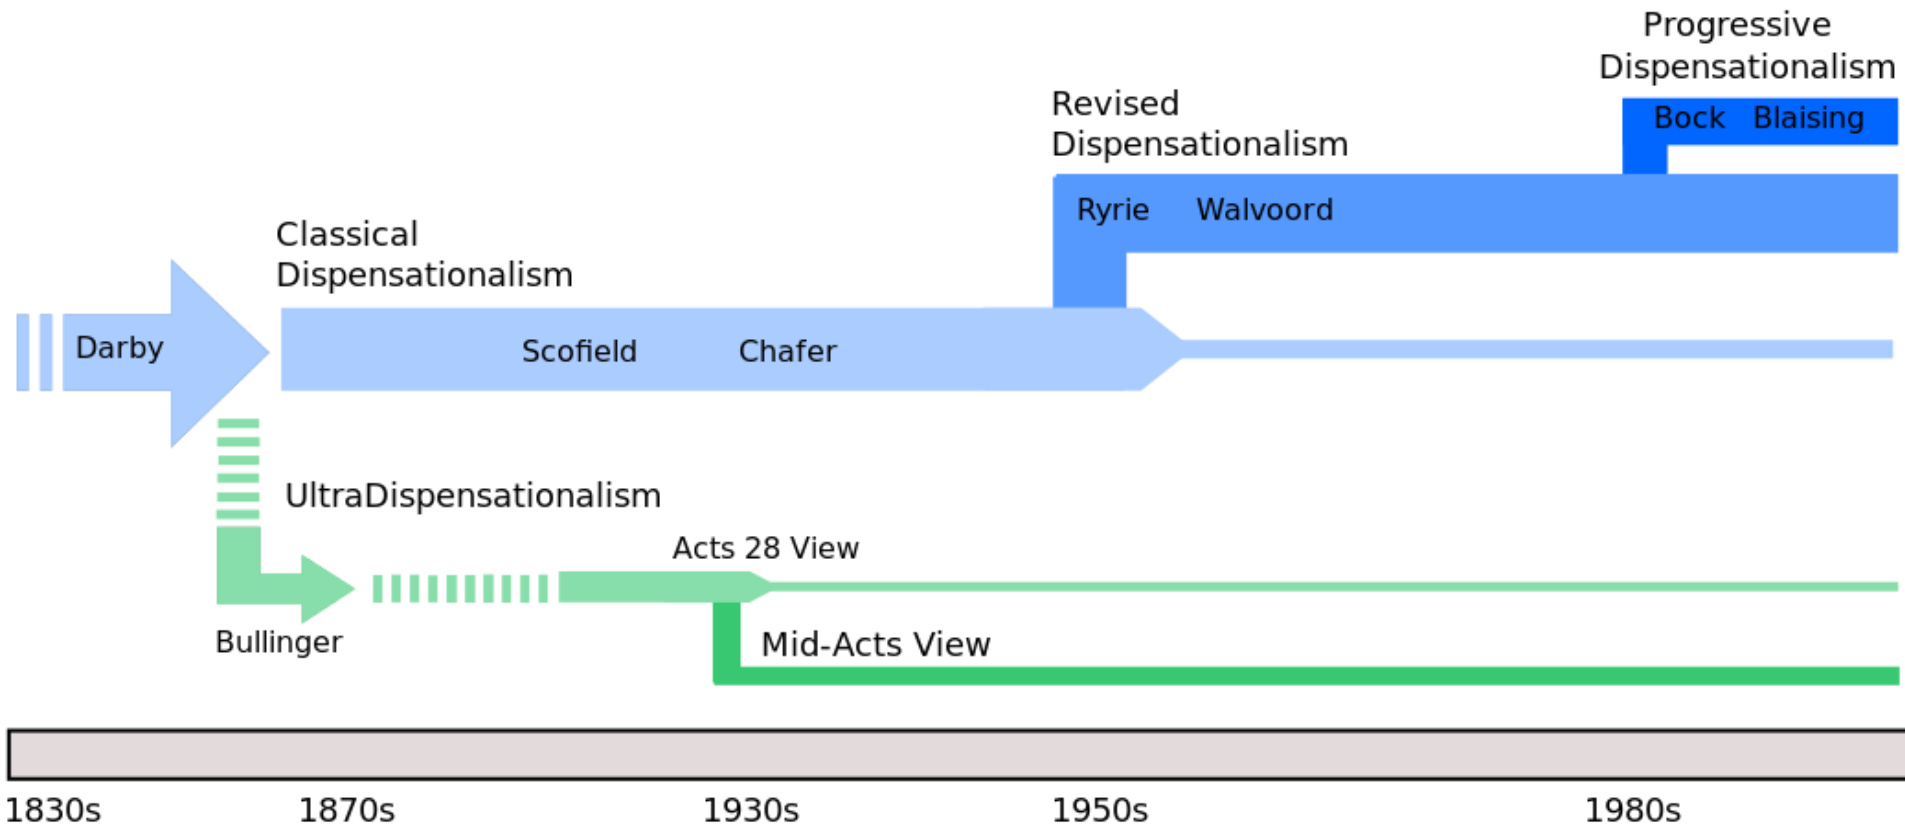 Progressive
Dispensationalism
Bock Blaising
Revised
Dispensationalism
Ryrie Walvoord
Classical
Dispensationalism
Darby
Scofield Chafer
UltraDispensationalism
Acts 28 View
Bullinger
Mid-Acts View
1830s 1870s 1930s 1950s 1980s